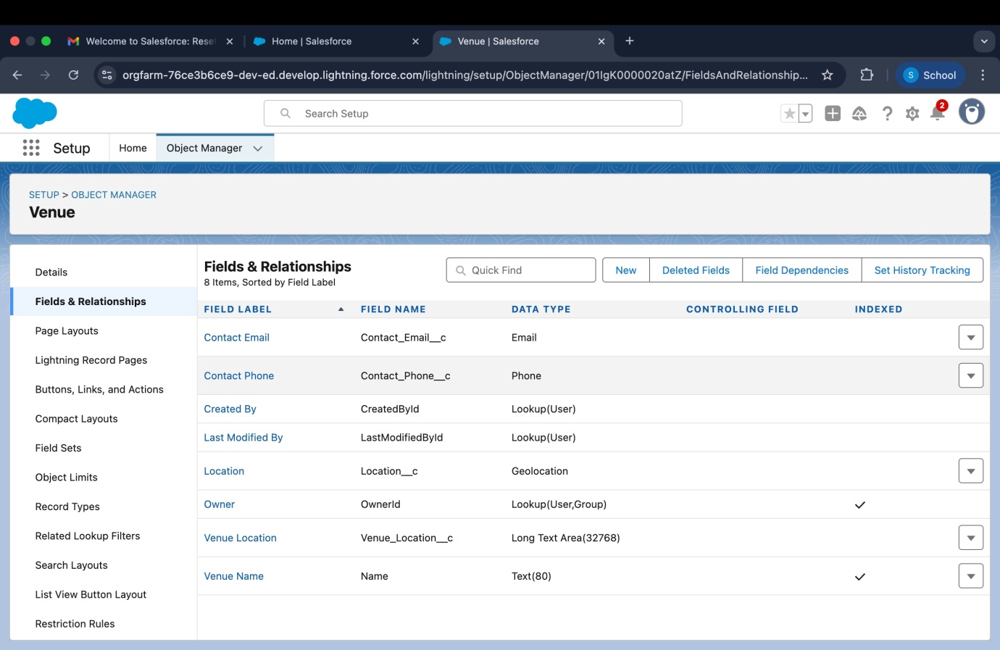 Welcome to Salesforce: Rese
Home | Salesforce
Venue | Salesforce
orgfarm-76ce3b6ce9-dev-ed.develop.lightning.force.com/lightning/setup/ObjectManager/01IgK0000020atZ/FieldsAndRelationship...
S School
Search Setup
2
Setup
Home
Object Manager
SETUP > OBJECT MANAGER
Venue
Details
Fields & Relationships
Page Layouts
Lightning Record Pages
Buttons, Links, and Actions
Compact Layouts
Field Sets
Object Limits
Record Types
Related Lookup Filters
Search Layouts
List View Button Layout
Restriction Rules
Fields & Relationships
8 Items, Sorted by Field Label
Quick Find
New
Deleted Fields
Field Dependencies
Set History Tracking
FIELD LABEL FIELD NAME DATA TYPE CONTROLLING FIELD INDEXED
Contact Email Contact_Email__c Email
Contact Phone Contact_Phone__c Phone
Created By CreatedById Lookup(User)
Last Modified By LastModifiedById Lookup(User)
Location Location__c Geolocation
Owner OwnerId Lookup(User,Group)
Venue Location Venue_Location__c Long Text Area(32768)
Venue Name Name Text(80)